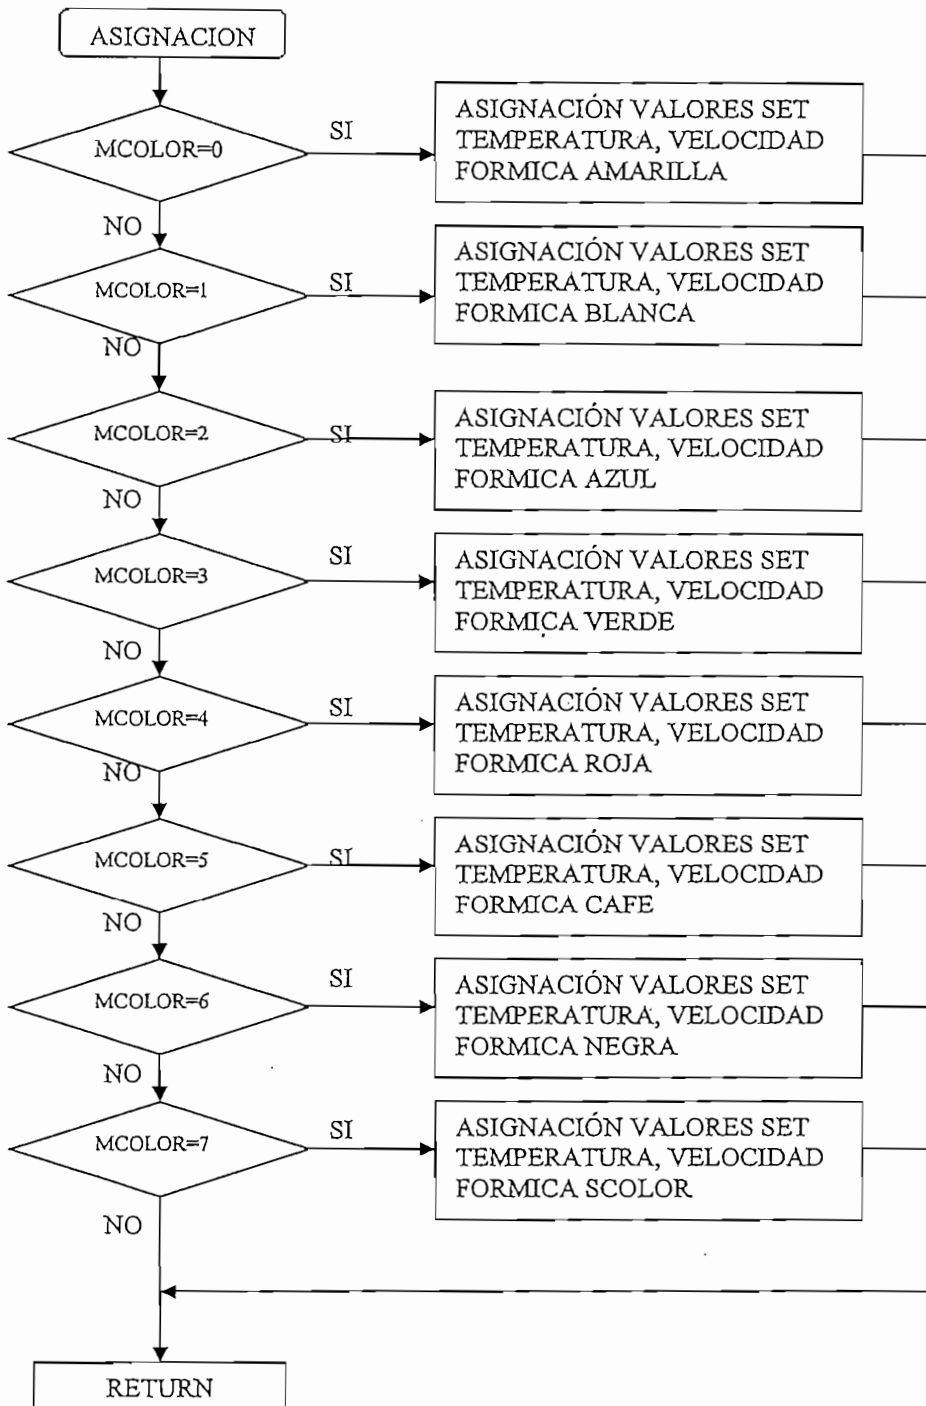 ASIGNACION
MCOLOR=0
SI
ASIGNACIÓN VALORES SET
TEMPERATURA, VELOCIDAD
FORMICA AMARILLA
NO
MCOLOR=1
SI
ASIGNACIÓN VALORES SET
TEMPERATURA, VELOCIDAD
FORMICA BLANCA
NO
MCOLOR=2
SI
ASIGNACIÓN VALORES SET
TEMPERATURA, VELOCIDAD
FORMICA AZUL
NO
MCOLOR=3
SI
ASIGNACIÓN VALORES SET
TEMPERATURA, VELOCIDAD
FORMICA VERDE
NO
MCOLOR=4
SI
ASIGNACIÓN VALORES SET
TEMPERATURA, VELOCIDAD
FORMICA ROJA
NO
MCOLOR=5
SI
ASIGNACIÓN VALORES SET
TEMPERATURA, VELOCIDAD
FORMICA CAFE
NO
MCOLOR=6
SI
ASIGNACIÓN VALORES SET
TEMPERATURA, VELOCIDAD
FORMICA NEGRA
NO
MCOLOR=7
SI
ASIGNACIÓN VALORES SET
TEMPERATURA, VELOCIDAD
FORMICA SCOLOR
NO
RETURN